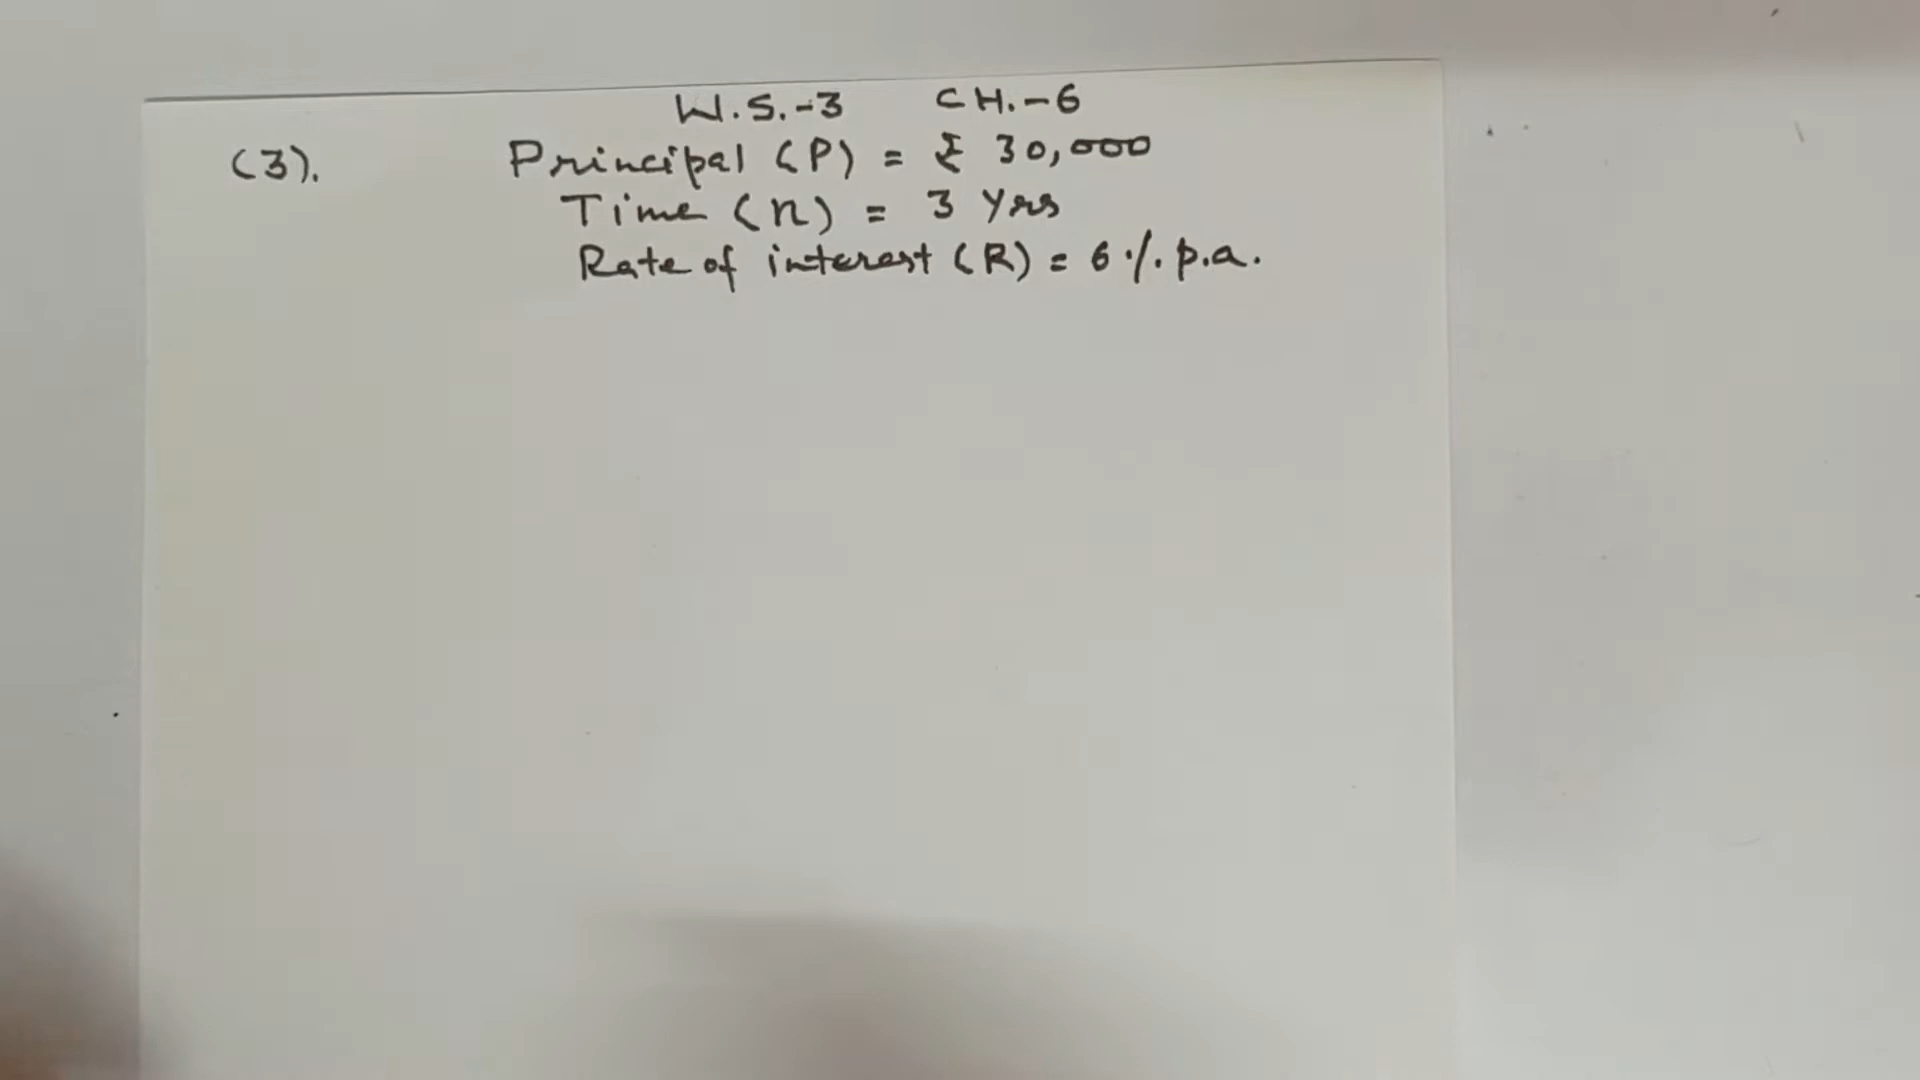 W.S.-3 CH.-6
(3). Principal (P) = ₹ 30,000
Time (n) = 3 Yrs
Rate of interest (R) = 6 % p.a.